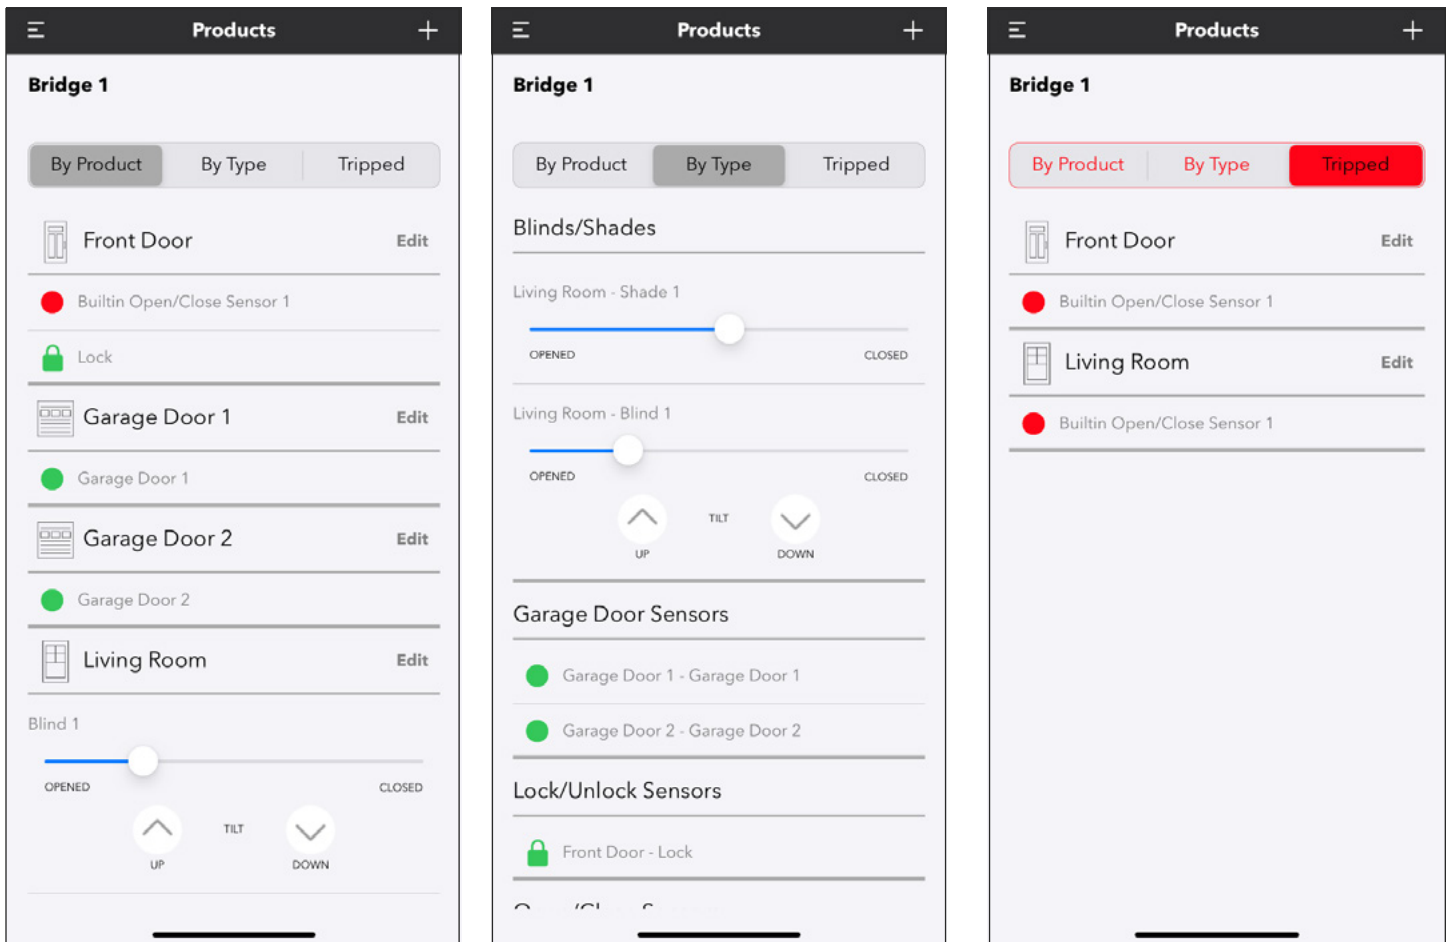 Products
Bridge 1
By Product By Type Tripped
Front Door Edit
Builtin Open/Close Sensor 1
Lock
Garage Door 1 Edit
Garage Door 1
Garage Door 2 Edit
Garage Door 2
Living Room Edit
Blind 1
OPENED CLOSED
TILT
UP DOWN
Products
Bridge 1
By Product By Type Tripped
Blinds/Shades
Living Room - Shade 1
OPENED CLOSED
Living Room - Blind 1
OPENED CLOSED
TILT
UP DOWN
Garage Door Sensors
Garage Door 1 - Garage Door 1
Garage Door 2 - Garage Door 2
Lock/Unlock Sensors
Front Door - Lock
Products
Bridge 1
By Product By Type Tripped
Front Door Edit
Builtin Open/Close Sensor 1
Living Room Edit
Builtin Open/Close Sensor 1